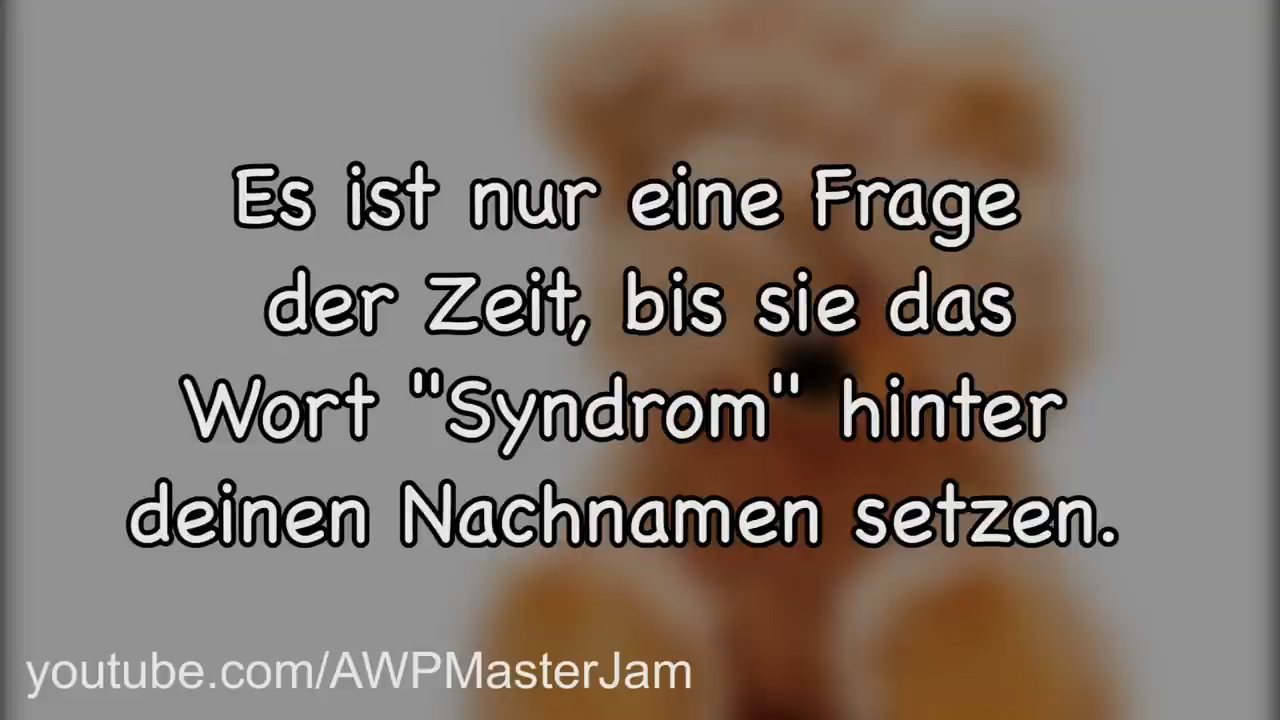 Es ist nur eine Frage
der Zeit, bis sie das
Wort "Syndrom" hinter
deinen Nachnamen setzen.
youtube.com/AWPMasterJam